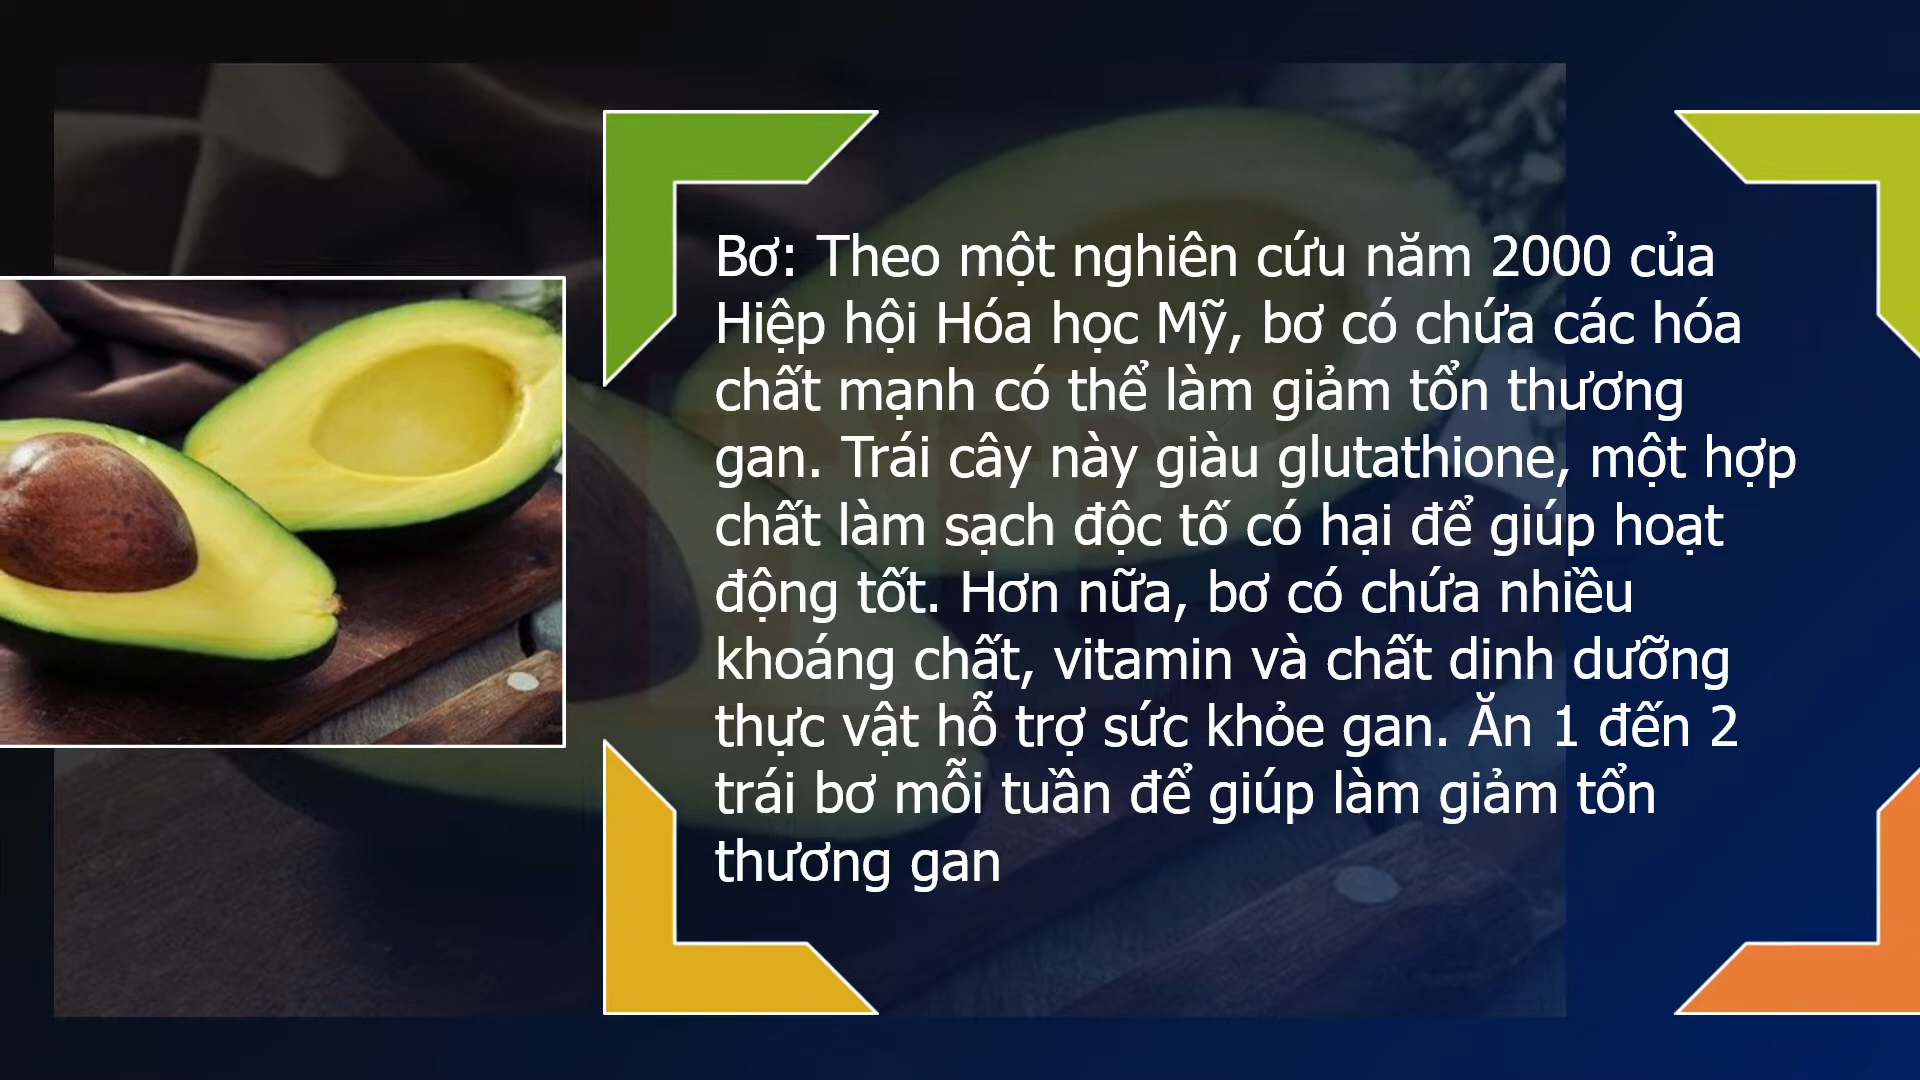 Bơ: Theo một nghiên cứu năm 2000 của
Hiệp hội Hóa học Mỹ, bơ có chứa các hóa
chất mạnh có thể làm giảm tổn thương
gan. Trái cây này giàu glutathione, một hợp
chất làm sạch độc tố có hại để giúp hoạt
động tốt. Hơn nữa, bơ có chứa nhiều
khoáng chất, vitamin và chất dinh dưỡng
thực vật hỗ trợ sức khỏe gan. Ăn 1 đến 2
trái bơ mỗi tuần để giúp làm giảm tổn
thương gan